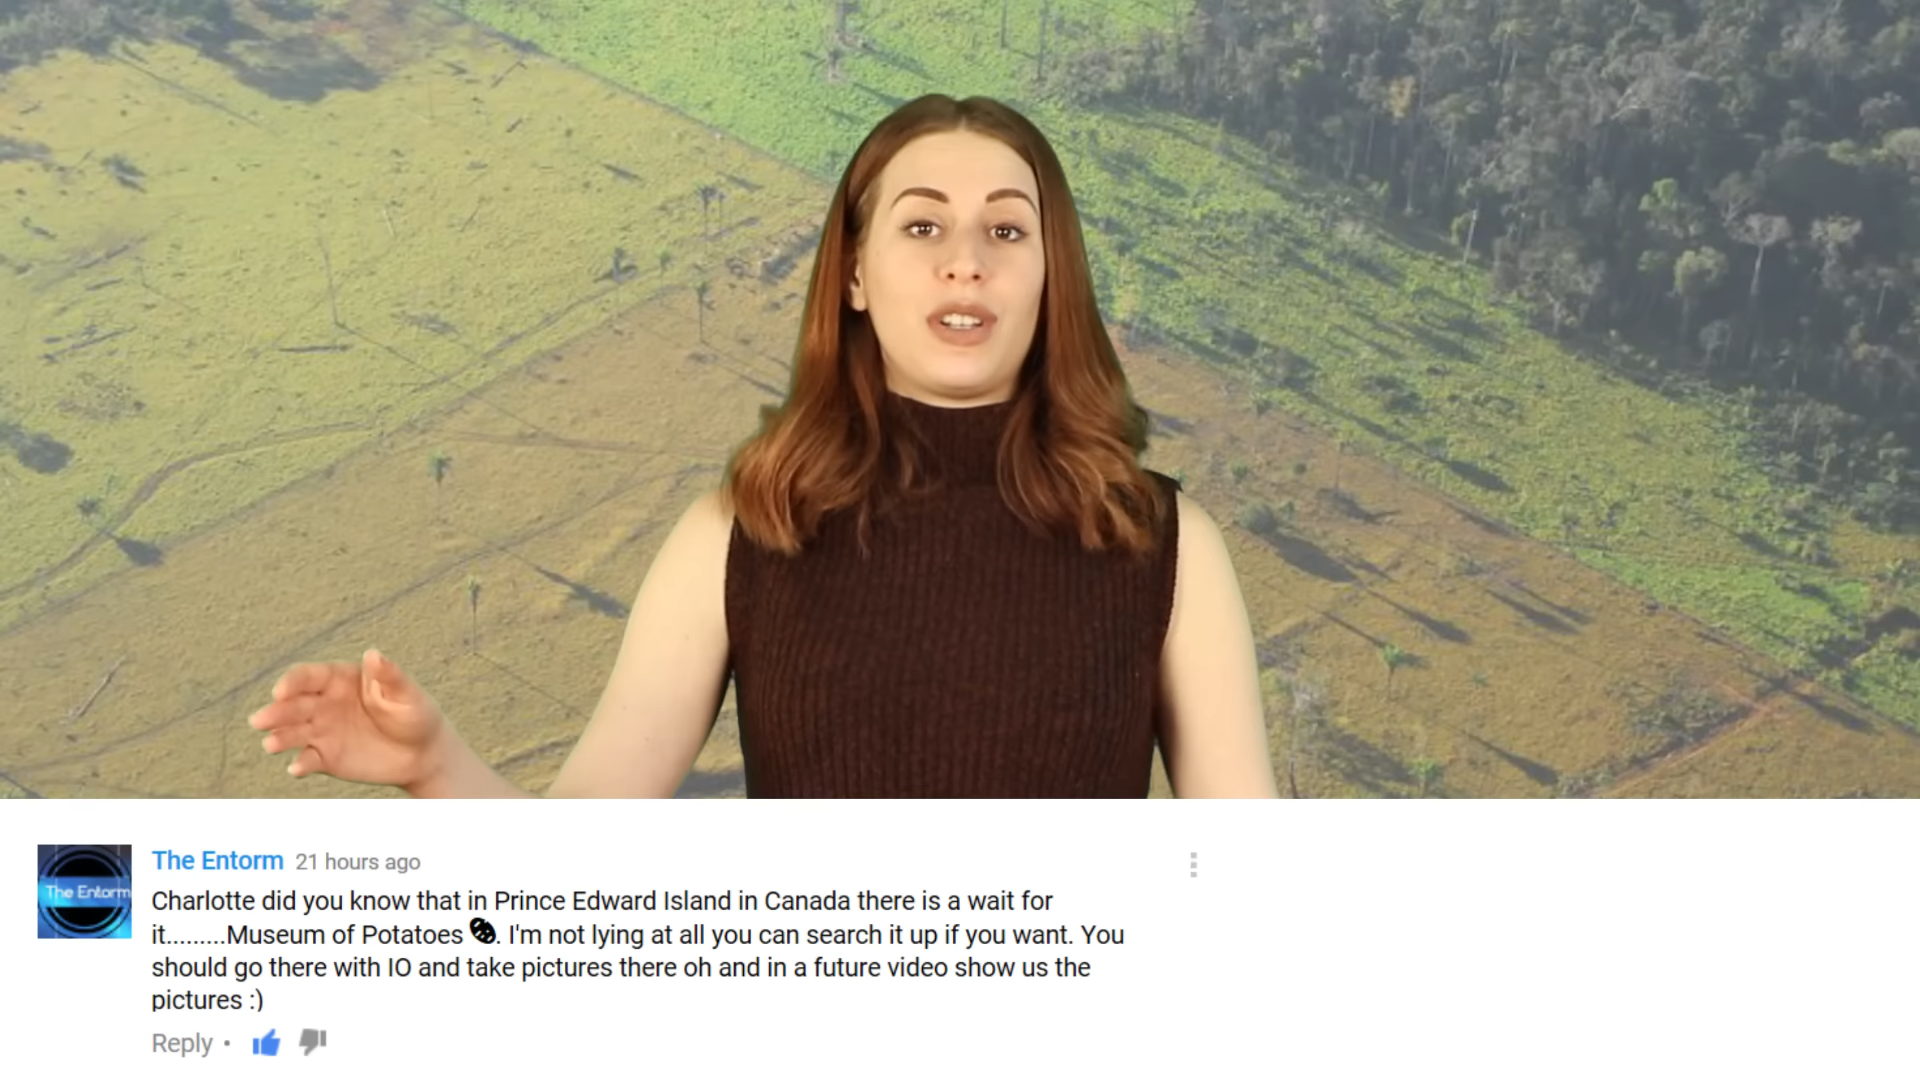 The Entorm
The Entorm 21 hours ago
Charlotte did you know that in Prince Edward Island in Canada there is a wait for
it.........Museum of Potatoes 🥔. I'm not lying at all you can search it up if you want. You
should go there with IO and take pictures there oh and in a future video show us the
pictures :)
Reply •